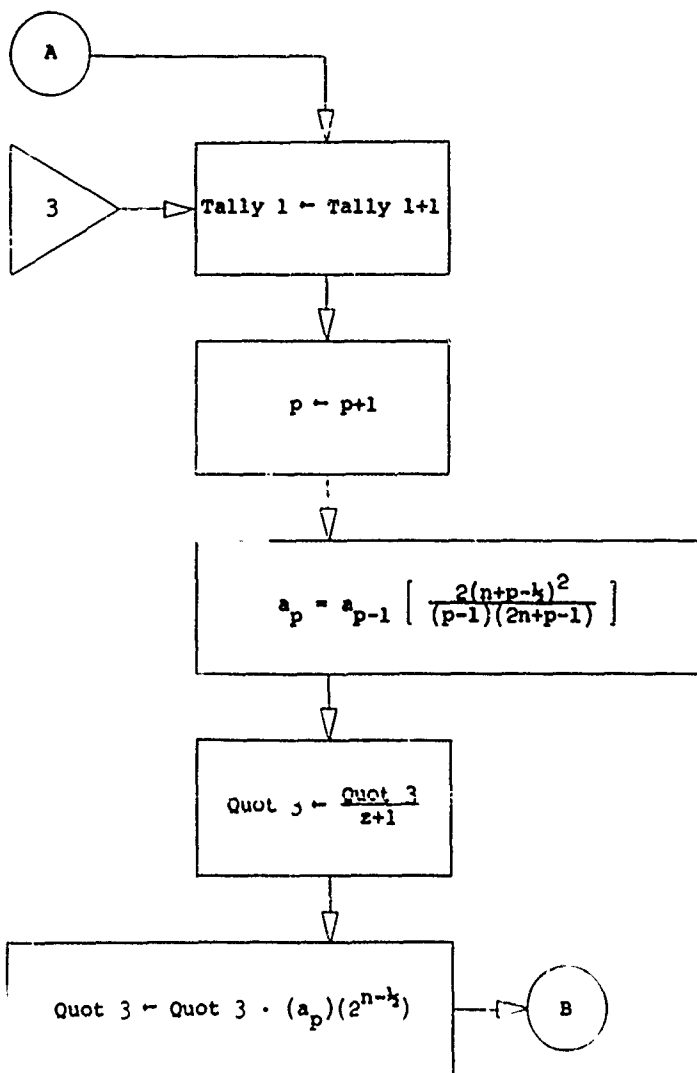 A
3
Tally 1 ← Tally 1+1
p ← p+1
a_p = a_{p-1} [ 2(n+p-½)^2 / (p-1)(2n+p-1) ]
Quot 3 ← Quot 3 / z+1
Quot 3 ← Quot 3 · (a_p)(2^{n-½})
B